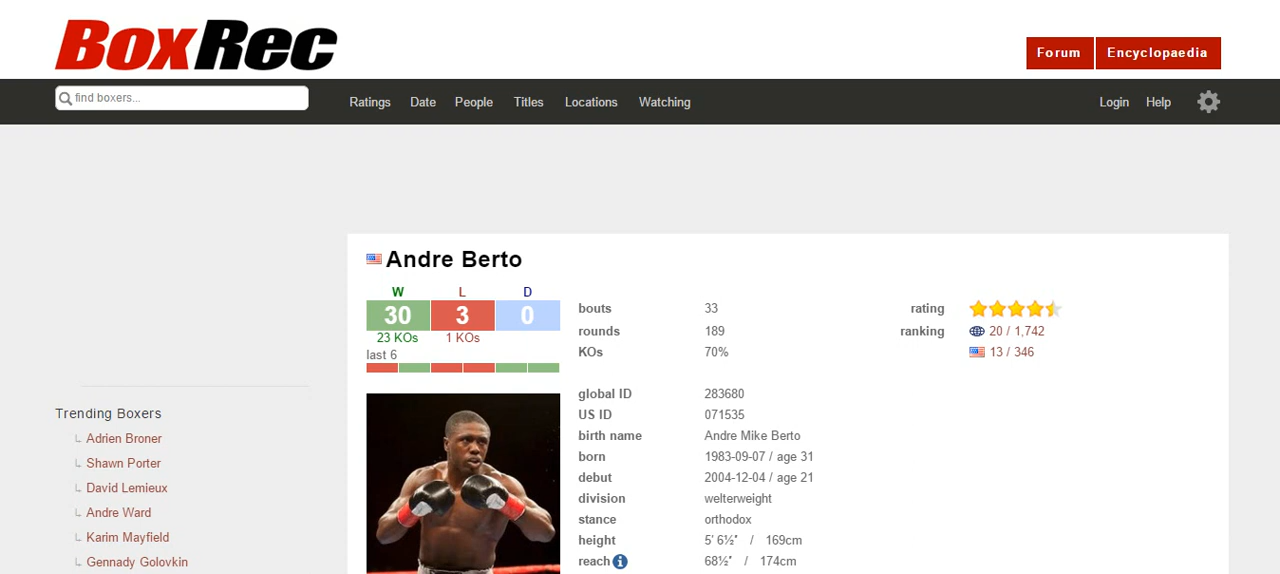 BoxRec
Forum Encyclopaedia
find boxers...
Ratings Date People Titles Locations Watching
Login Help
Andre Berto
W L D
30 3 0
23 KOs 1 KOs
last 6
bouts 33
rounds 189
KOs 70%
rating
ranking 20 / 1,742
13 / 346
global ID 283680
US ID 071535
birth name Andre Mike Berto
born 1983-09-07 / age 31
debut 2004-12-04 / age 21
division welterweight
stance orthodox
height 5′ 6½″ / 169cm
reach 68½″ / 174cm
Trending Boxers
Adrien Broner
Shawn Porter
David Lemieux
Andre Ward
Karim Mayfield
Gennady Golovkin